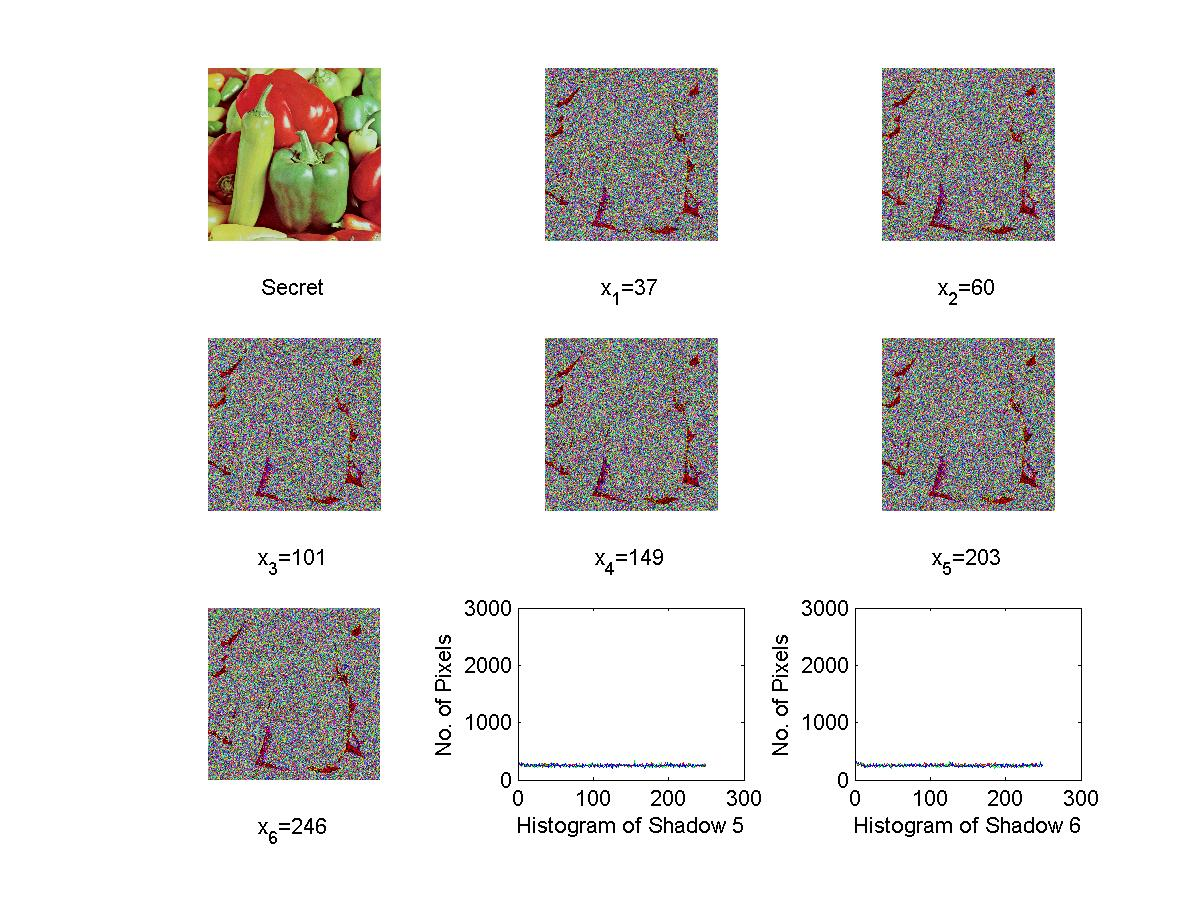 Secret
x1=37
x2=60
x3=101
x4=149
x5=203
x6=246
3000
2000
1000
0
0 100 200 300
No. of Pixels
Histogram of Shadow 5
3000
2000
1000
0
0 100 200 300
No. of Pixels
Histogram of Shadow 6